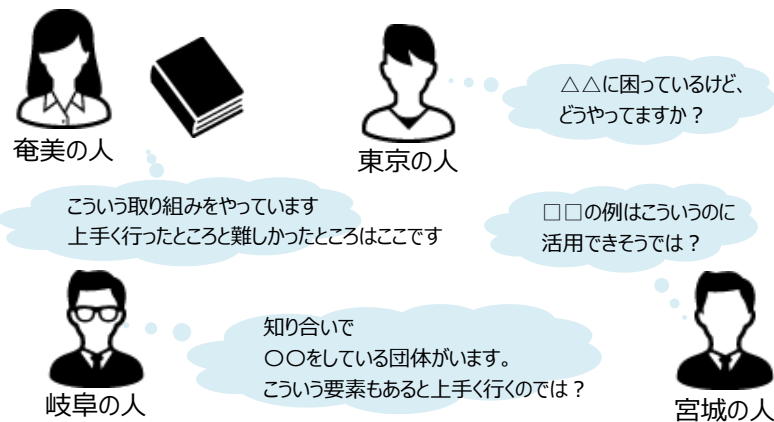 奄美の人
東京の人
△△に困っているけど、
どうやってますか？
こういう取り組みをやっています
上手く行ったところと難しかったところはここです
□□の例はこういうのに
活用できそうでは？
岐阜の人
知り合いで
〇〇をしている団体がいます。
こういう要素もあると上手く行くのでは？
宮城の人